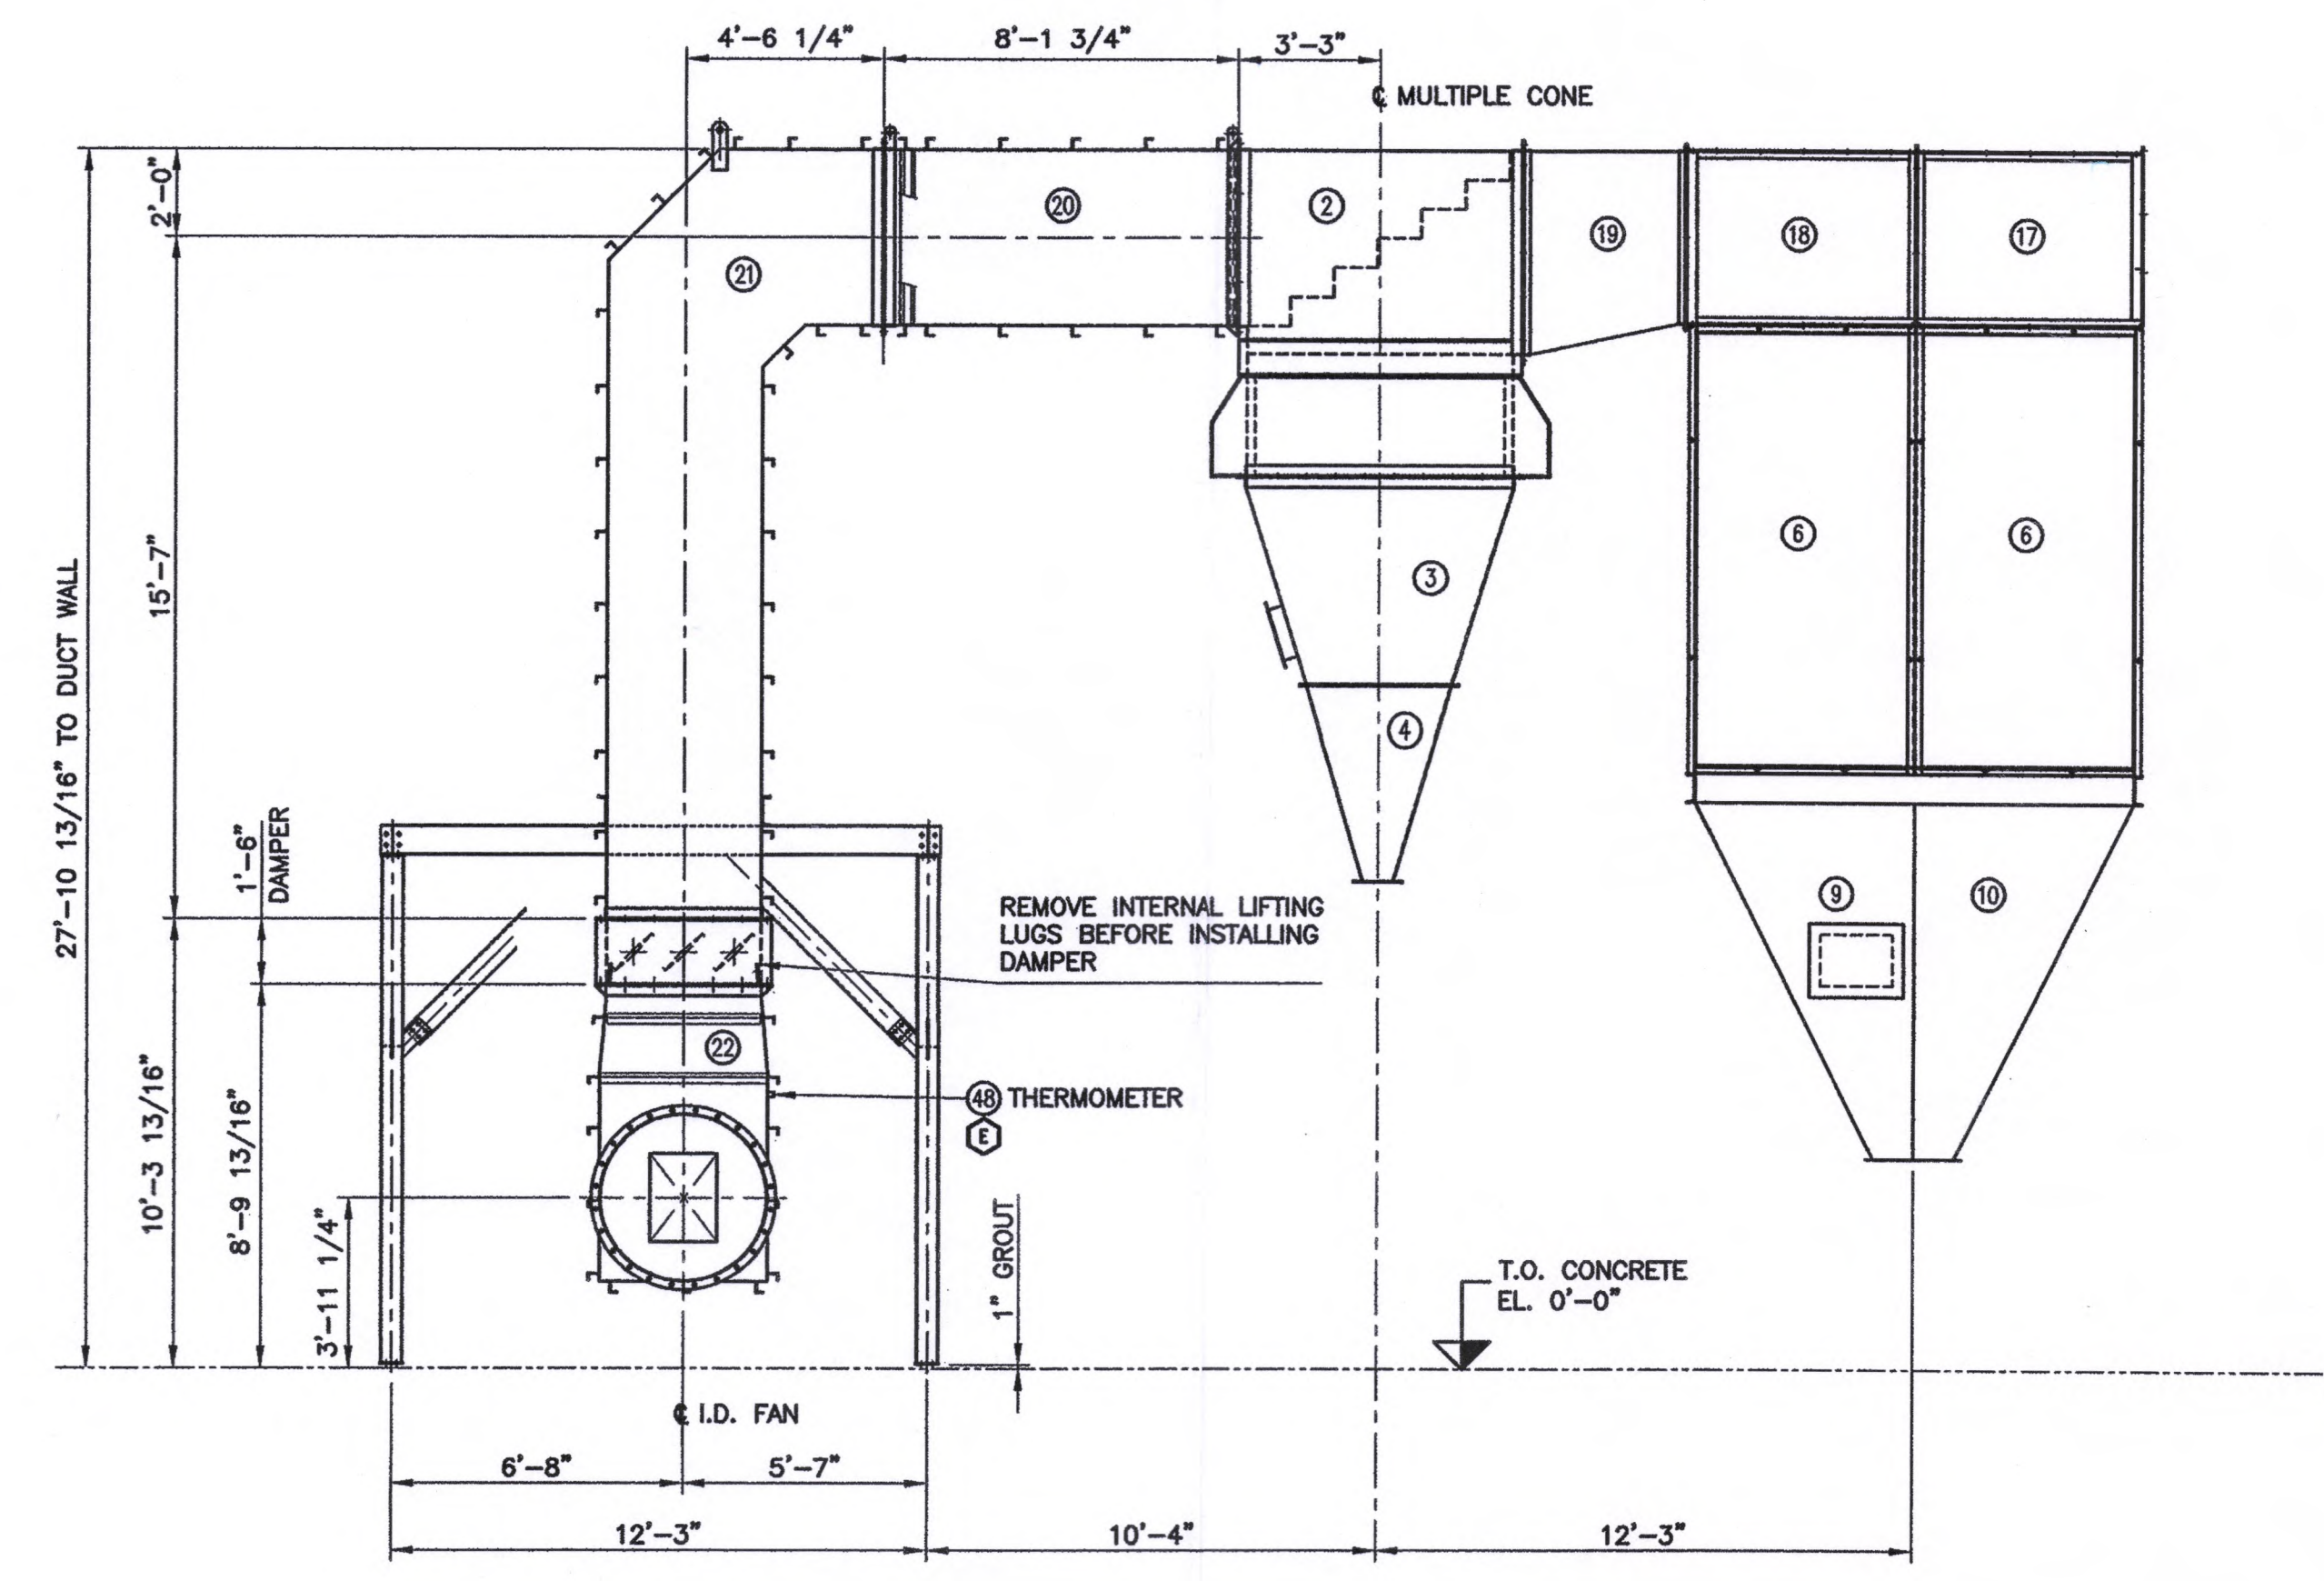 4'-6 1/4"
8'-1 3/4"
3'-3"
℄ MULTIPLE CONE
2'-0"
20
2
19
18
17
21
15'-7"
27'-10 13/16" TO DUCT WALL
6
6
3
4
1'-6"
DAMPER
9
10
REMOVE INTERNAL LIFTING
LUGS BEFORE INSTALLING
DAMPER
22
48 THERMOMETER
E
10'-3 13/16"
8'-9 13/16"
3'-11 1/4"
1" GROUT
T.O. CONCRETE
EL. 0'-0"
℄ I.D. FAN
6'-8"
5'-7"
12'-3"
10'-4"
12'-3"